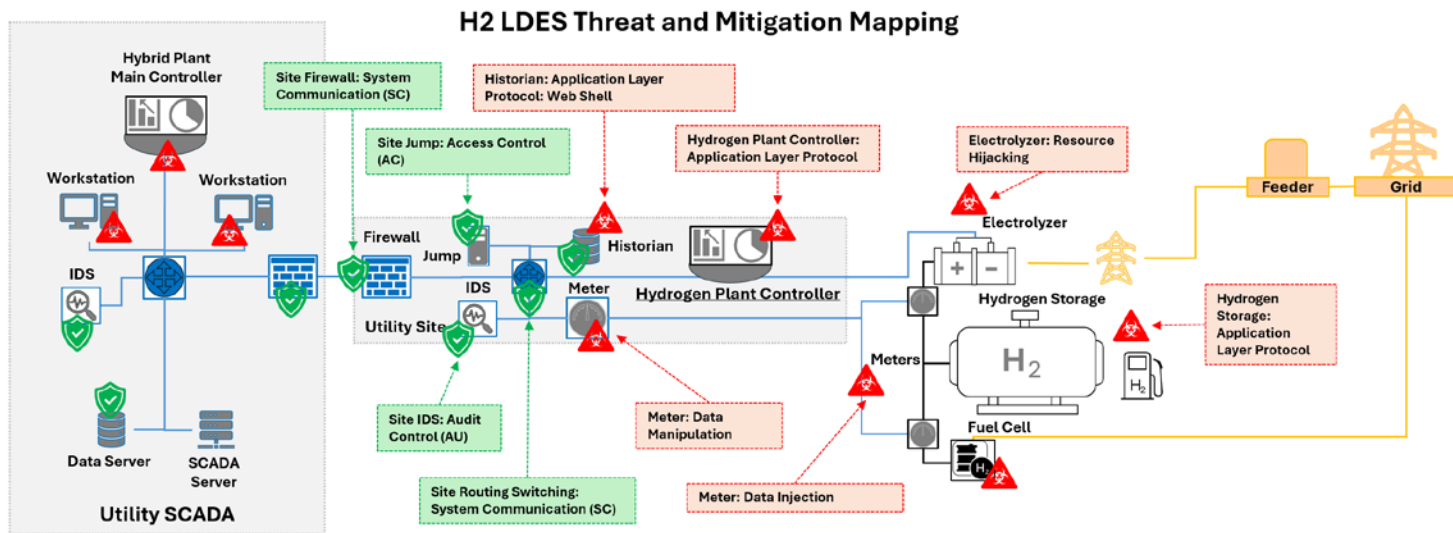 H2 LDES Threat and Mitigation Mapping
Hybrid Plant
Main Controller
Workstation
Workstation
IDS
Data Server
SCADA
Server
Utility SCADA
Site Firewall: System
Communication (SC)
Site Jump: Access Control
(AC)
Historian: Application Layer
Protocol: Web Shell
Hydrogen Plant Controller:
Application Layer Protocol
Electrolyzer: Resource
Hijacking
Feeder
Grid
Firewall
Jump
Historian
IDS
Meter
Hydrogen Plant Controller
Utility Site
Electrolyzer
Hydrogen Storage
H2
Meters
H2
Fuel Cell
H2
Hydrogen
Storage:
Application
Layer Protocol
Site IDS: Audit
Control (AU)
Meter: Data
Manipulation
Site Routing Switching:
System Communication (SC)
Meter: Data Injection